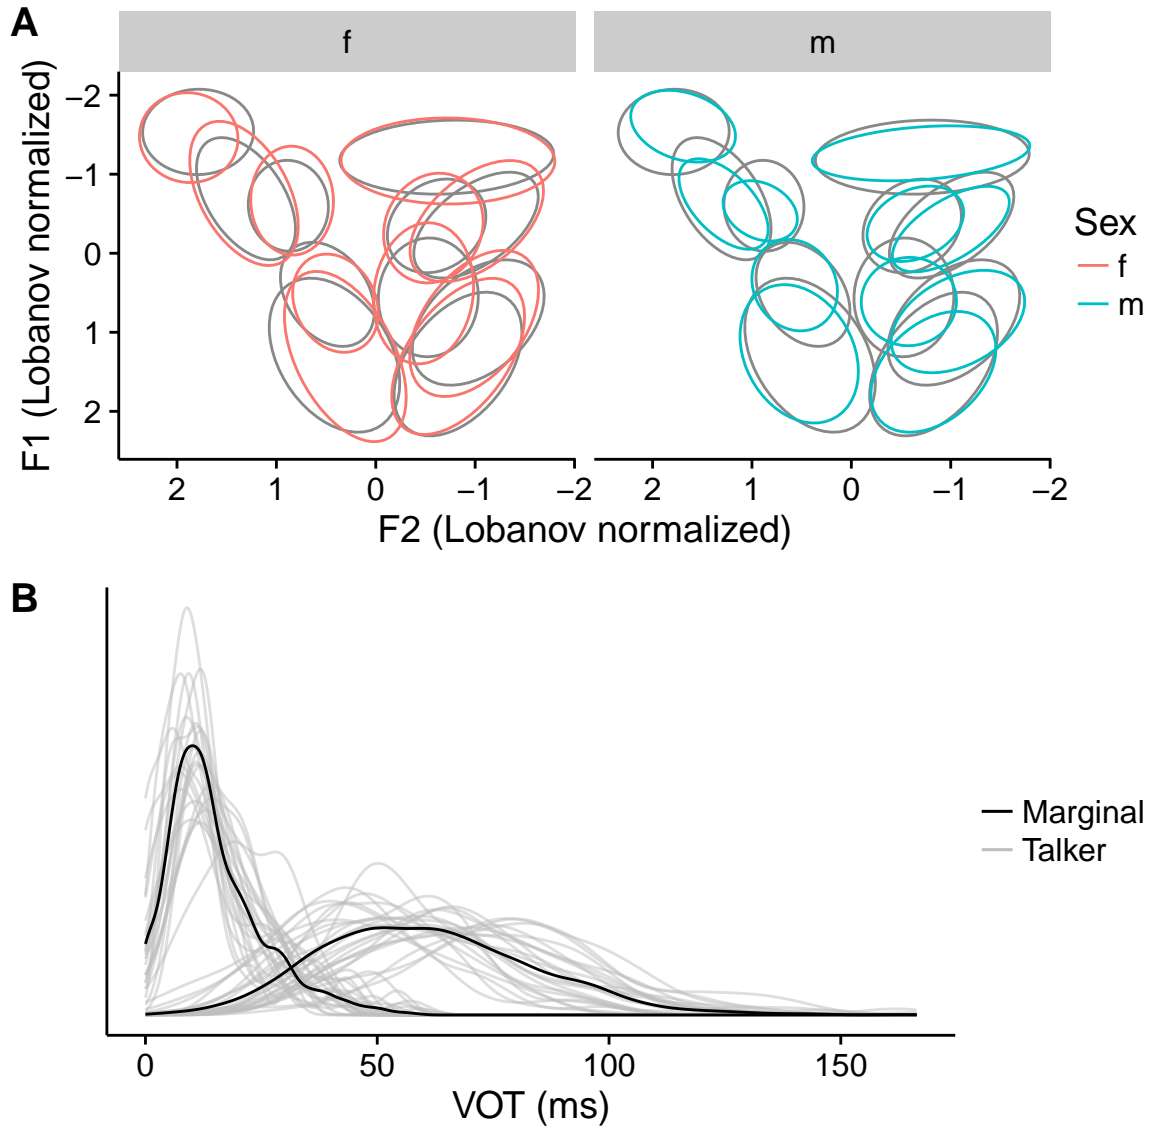 A
f
m
F1 (Lobanov normalized)
−2
−1
0
1
2
2
1
0
−1
−2
2
1
0
−1
−2
F2 (Lobanov normalized)
Sex
f
m
B
Marginal
Talker
0
50
100
150
VOT (ms)